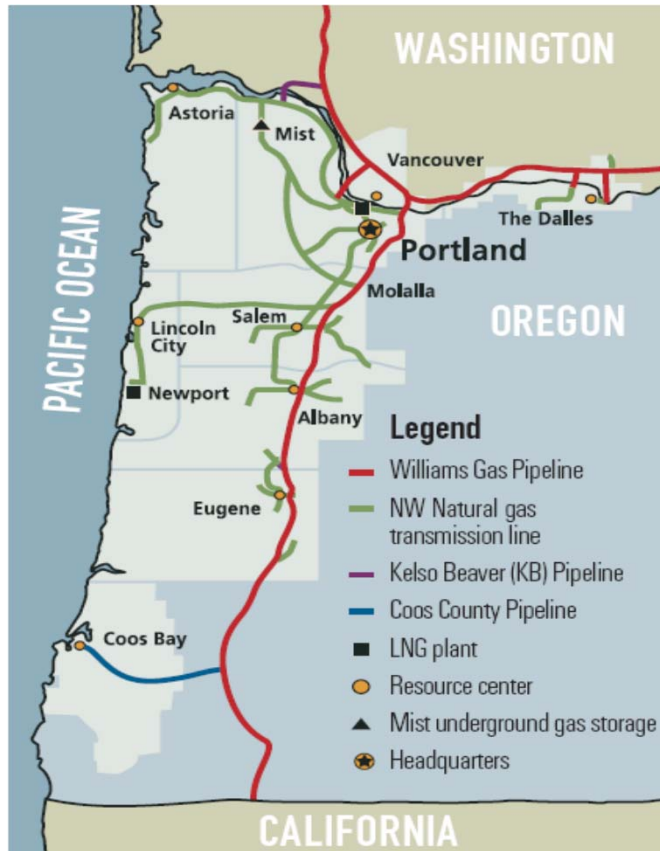 WASHINGTON
Astoria
Mist
Vancouver
The Dalles
Portland
Molalla
PACIFIC OCEAN
OREGON
Salem
Lincoln
City
Newport
Albany
Eugene
Coos Bay
Legend
Williams Gas Pipeline
NW Natural gas
transmission line
Kelso Beaver (KB) Pipeline
Coos County Pipeline
LNG plant
Resource center
Mist underground gas storage
Headquarters
CALIFORNIA